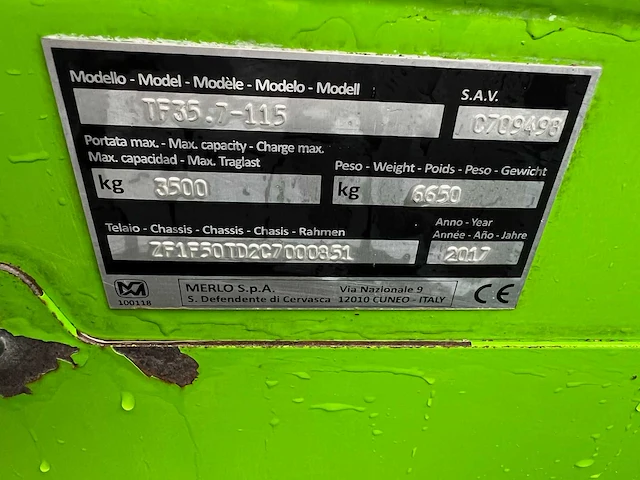 Modello - Model - Modèle - Modelo - Modell
TF35.7-115
S.A.V.
C7C9498
Portata max. - Max. capacity - Charge max.
Max. capacidad - Max. Traglast
kg 3500
Peso - Weight - Poids - Peso - Gewicht
kg 6650
Telaio - Chassis - Chassis - Chasis - Rahmen
ZF1F50TD2C7000851
Anno - Year
Année - Año - Jahre
2017
100118
MERLO S.p.A. Via Nazionale 9
S. Defendente di Cervasca 12010 CUNEO - ITALY
CE